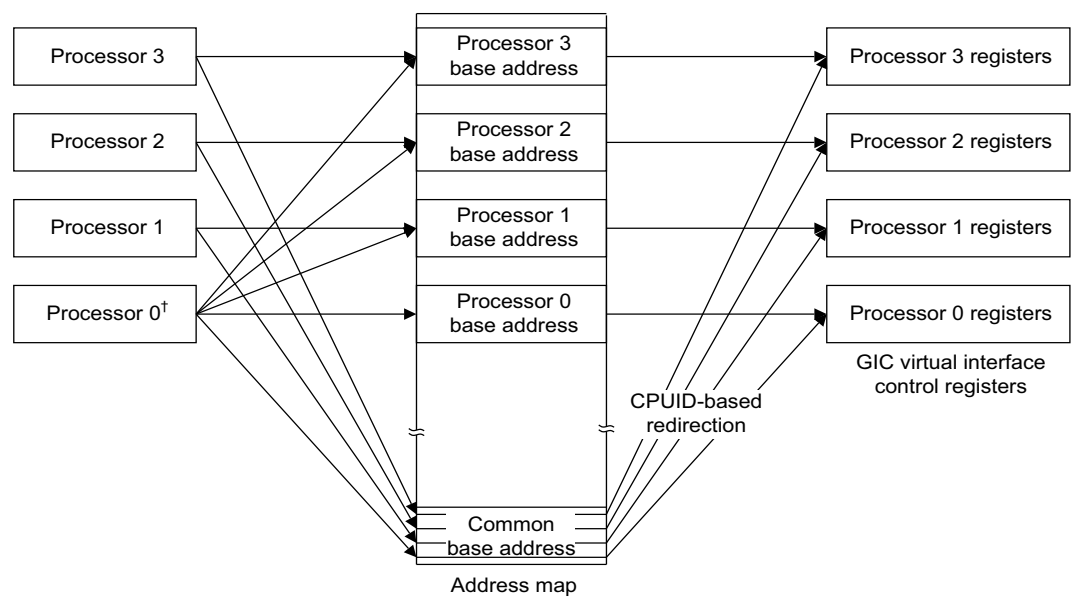 Processor 3
Processor 2
Processor 1
Processor 0†
Processor 3
base address
Processor 2
base address
Processor 1
base address
Processor 0
base address
Common
base address
Address map
CPUID-based
redirection
Processor 3 registers
Processor 2 registers
Processor 1 registers
Processor 0 registers
GIC virtual interface
control registers